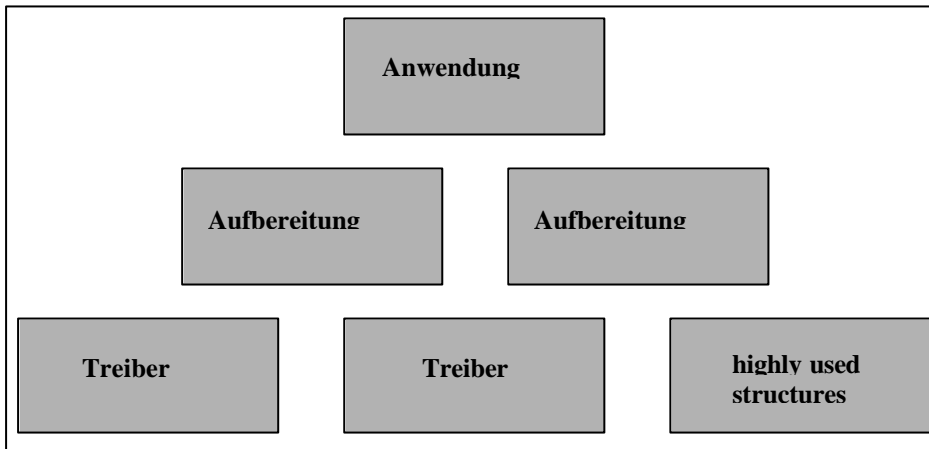 Anwendung
Aufbereitung
Aufbereitung
Treiber
Treiber
highly used
structures